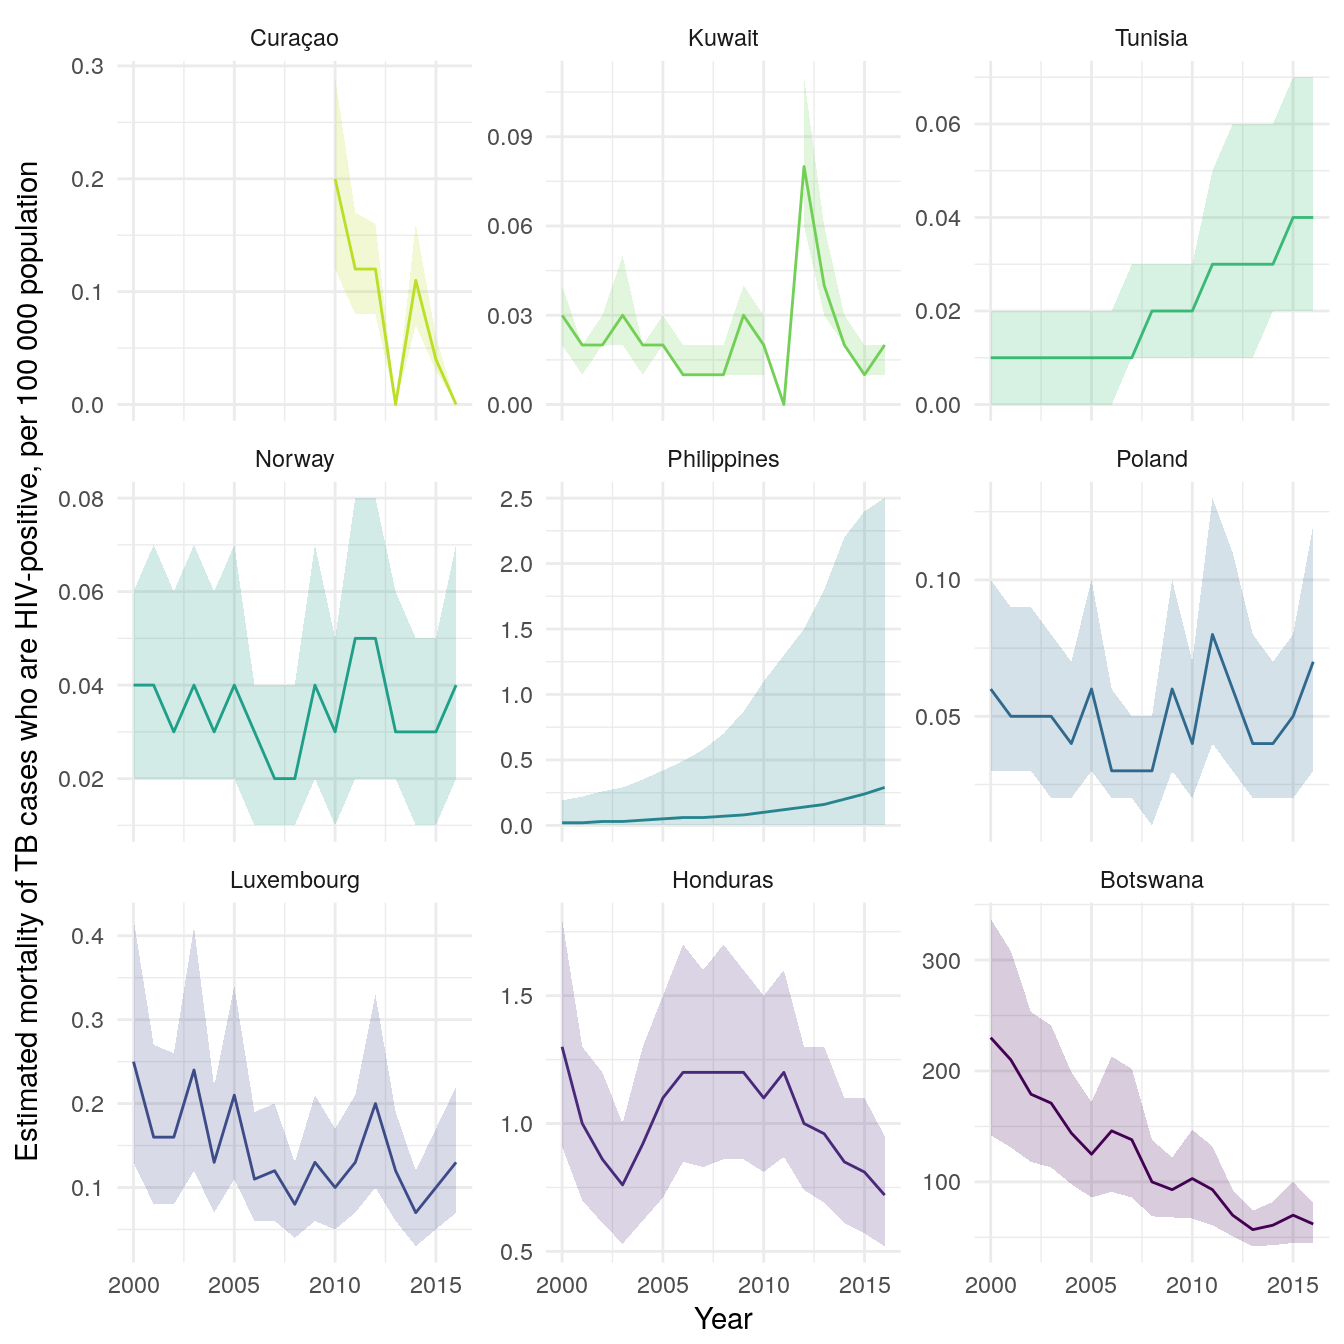 Curaçao
Kuwait
Tunisia
0.3
0.2
0.1
0.0
0.09
0.06
0.03
0.00
0.06
0.04
0.02
0.00
Norway
Philippines
Poland
0.08
0.06
0.04
0.02
2.5
2.0
1.5
1.0
0.5
0.0
0.10
0.05
Luxembourg
Honduras
Botswana
0.4
0.3
0.2
0.1
1.5
1.0
0.5
300
200
100
2000 2005 2010 2015
2000 2005 2010 2015
2000 2005 2010 2015
Year
Estimated mortality of TB cases who are HIV-positive, per 100 000 population